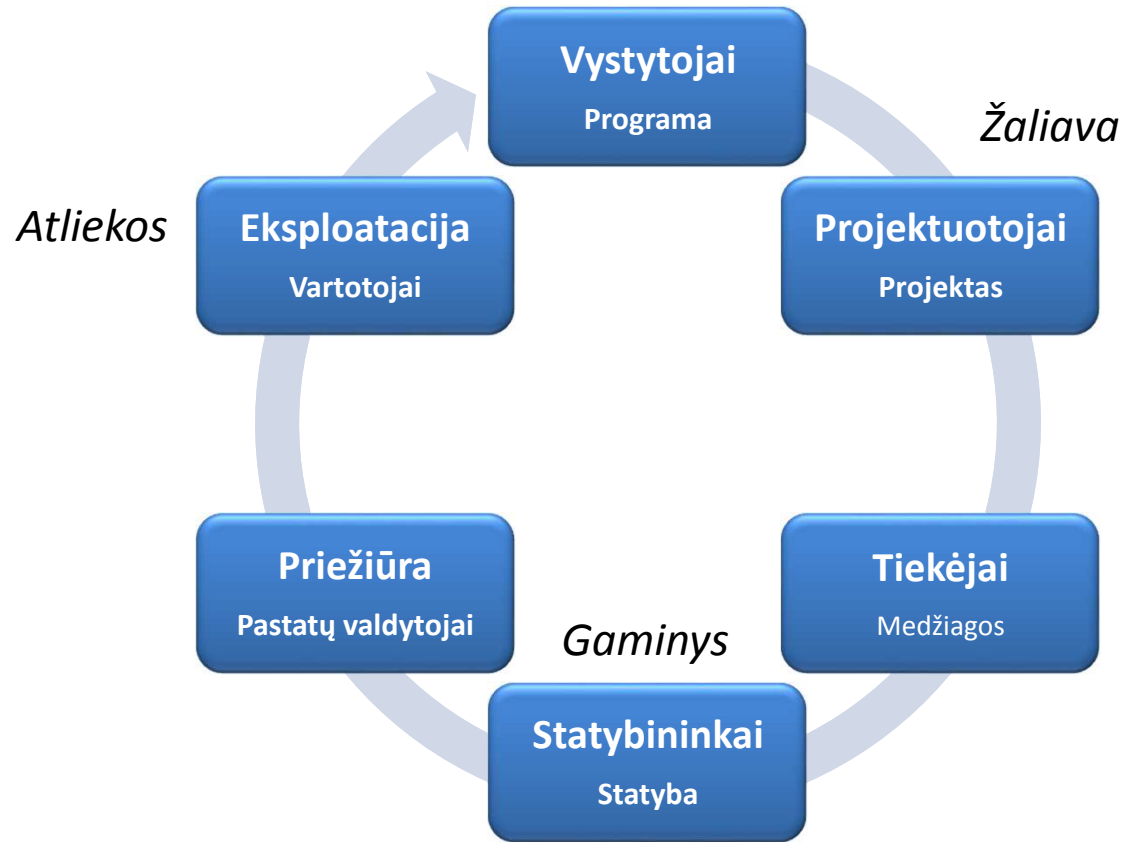 Vystytojai
Programa
Žaliava
Projektuotojai
Projektas
Tiekėjai
Medžiagos
Gaminys
Statybininkai
Statyba
Priežiūra
Pastatų valdytojai
Atliekos
Eksploatacija
Vartotojai